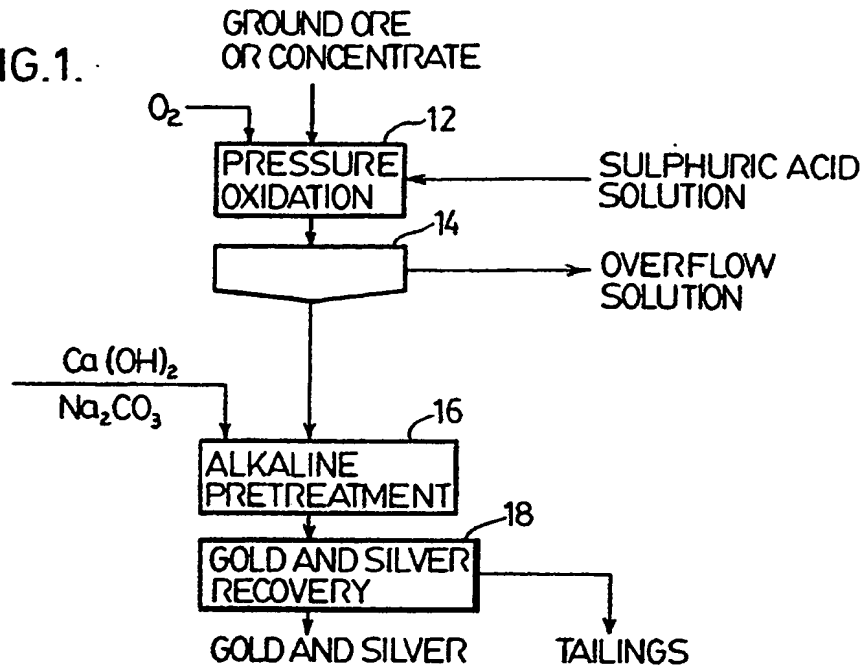 IG.1.
GROUND ORE
OR CONCENTRATE
O₂
12
PRESSURE
OXIDATION
SULPHURIC ACID
SOLUTION
14
OVERFLOW
SOLUTION
Ca(OH)₂
Na₂CO₃
16
ALKALINE
PRETREATMENT
18
GOLD AND SILVER
RECOVERY
GOLD AND SILVER
TAILINGS